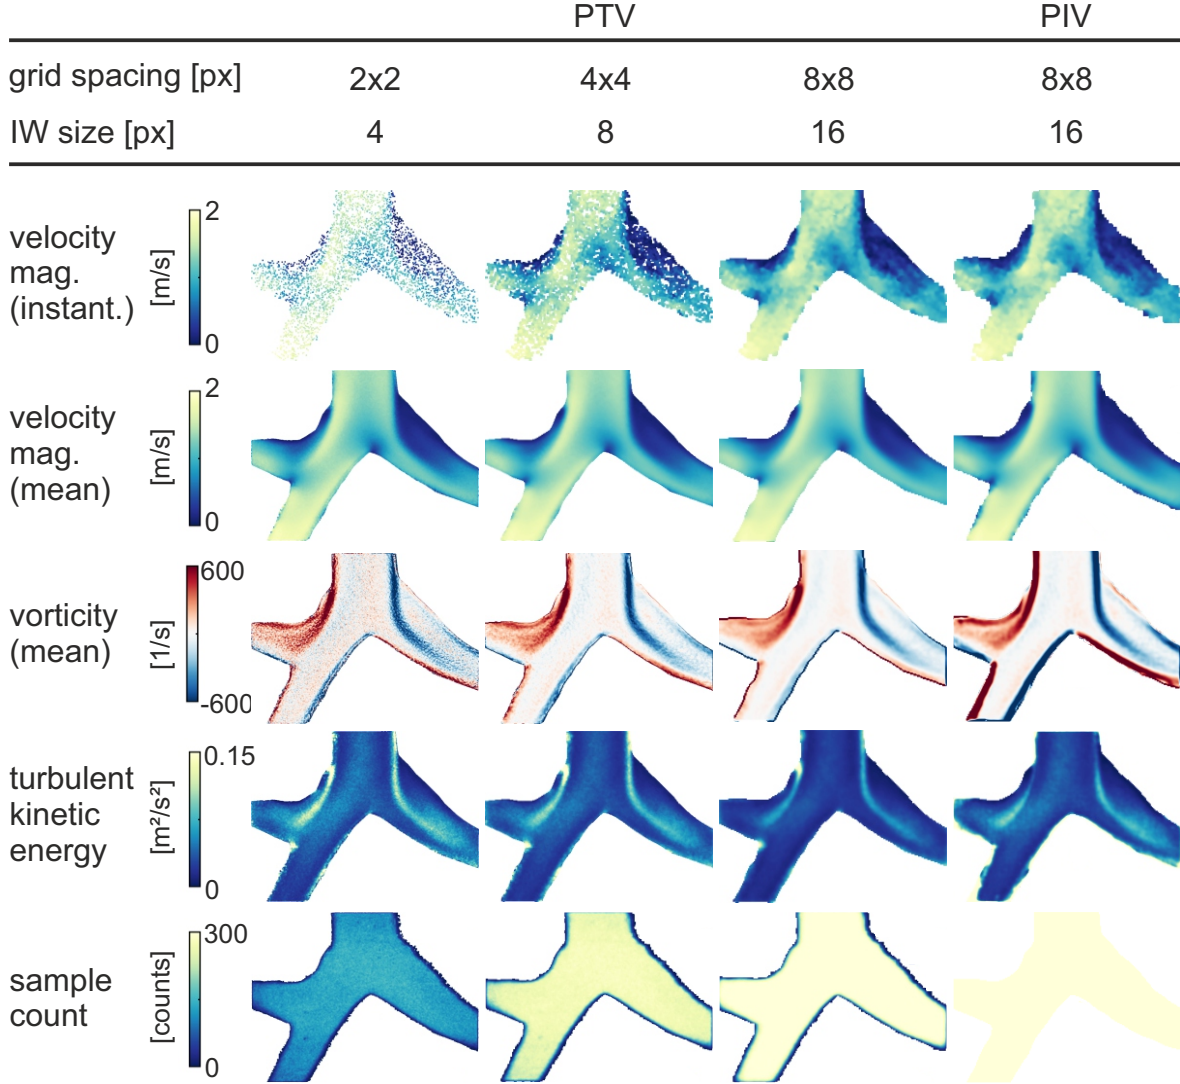 PTV PIV
grid spacing [px] 2x2 4x4 8x8 8x8
IW size [px] 4 8 16 16
velocity
mag.
(instant.)
[m/s]
2
0
velocity
mag.
(mean)
[m/s]
2
0
vorticity
(mean)
[1/s]
600
-600
turbulent
kinetic
energy
[m²/s²]
0.15
0
sample
count
[counts]
300
0